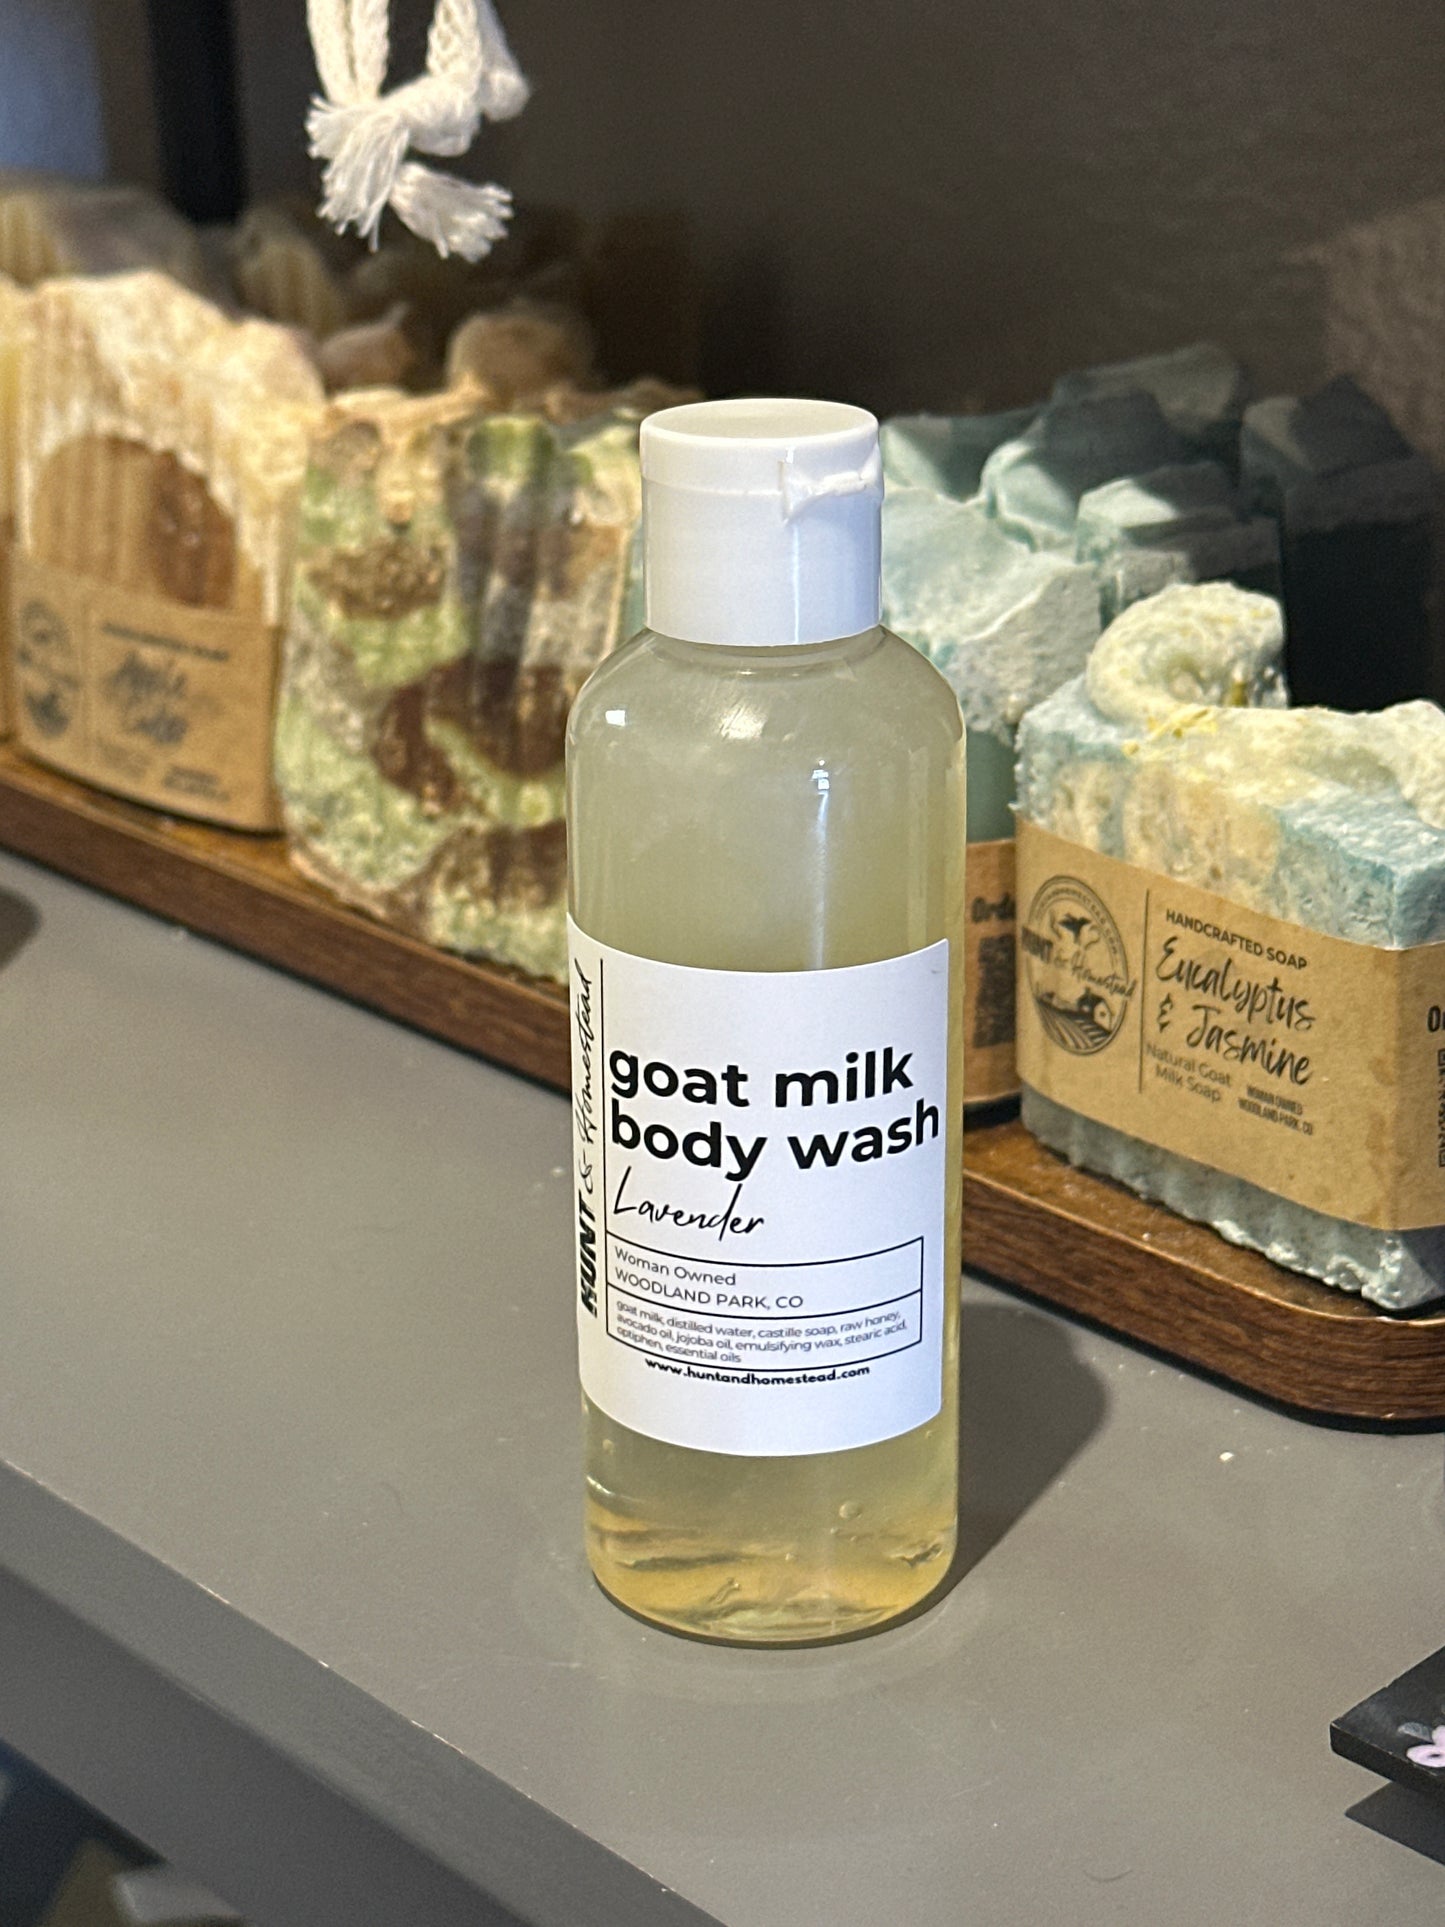 HUNT & Homestead
goat milk
body wash
Lavender
Woman Owned
WOODLAND PARK, CO
goat milk, distilled water, castille soap, raw honey,
avocado oil, jojoba oil, emulsifying wax, stearic acid,
optiphen, essential oils
www.huntandhomestead.com
HUNT & Homestead
HANDCRAFTED SOAP
Eucalyptus
& Jasmine
Natural Goat
Milk Soap
WOMAN OWNED
WOODLAND PARK, CO